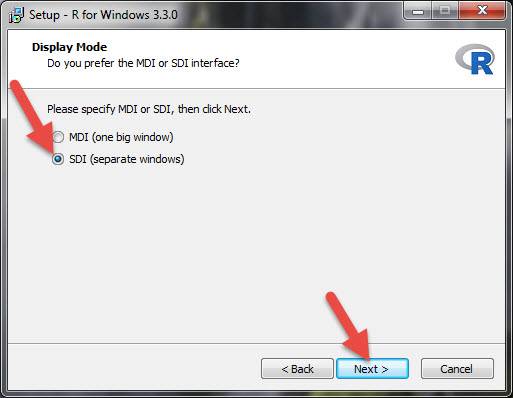 Setup - R for Windows 3.3.0
Display Mode
Do you prefer the MDI or SDI interface?
R
Please specify MDI or SDI, then click Next.
MDI (one big window)
SDI (separate windows)
< Back
Next >
Cancel